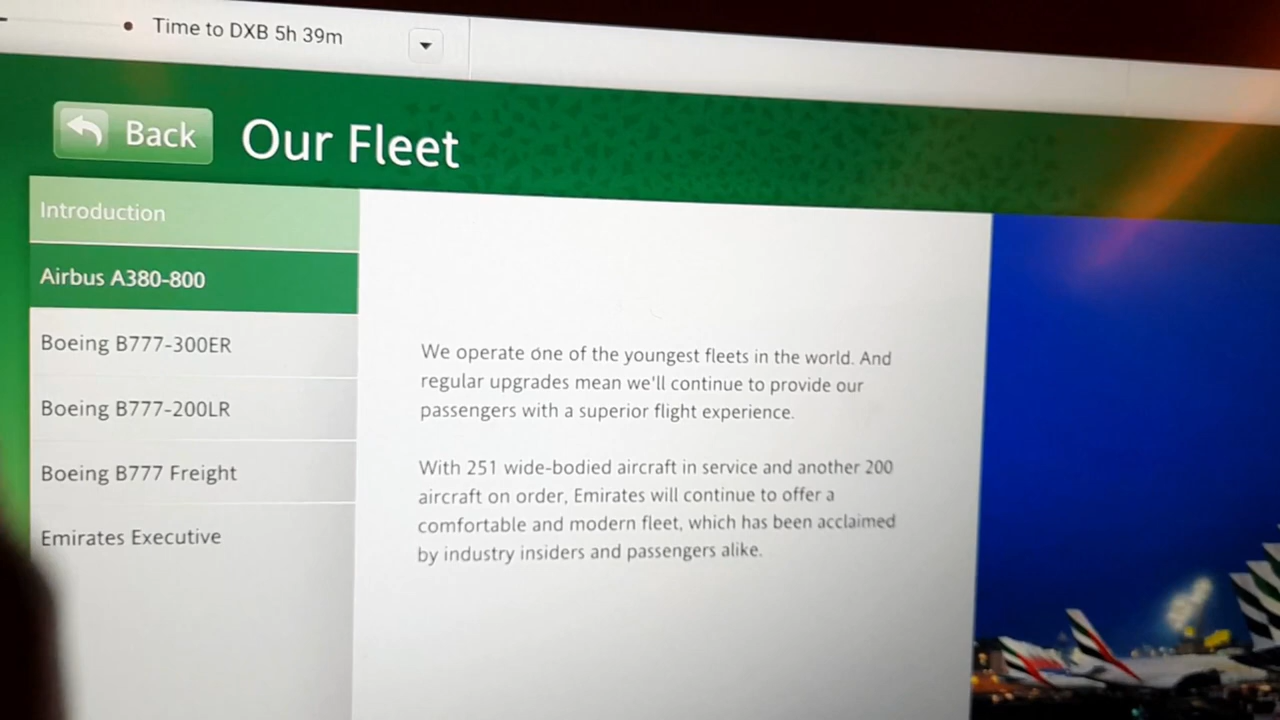 Time to DXB 5h 39m
Back
Our Fleet
Introduction
Airbus A380-800
Boeing B777-300ER
Boeing B777-200LR
Boeing B777 Freight
Emirates Executive
We operate one of the youngest fleets in the world. And
regular upgrades mean we'll continue to provide our
passengers with a superior flight experience.
With 251 wide-bodied aircraft in service and another 200
aircraft on order, Emirates will continue to offer a
comfortable and modern fleet, which has been acclaimed
by industry insiders and passengers alike.